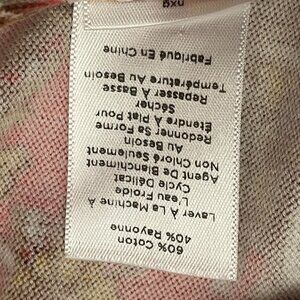 60% Coton
40% Rayonne
Laver À La Machine À
L'eau Froide
Cycle Délicat
Agent De Blanchiment
Non Chloré Seulement
Au Besoin
Redonner Sa Forme
Étendre À Plat Pour
Sécher
Repasser À Basse
Température Au Besoin
Fabriqué En Chine